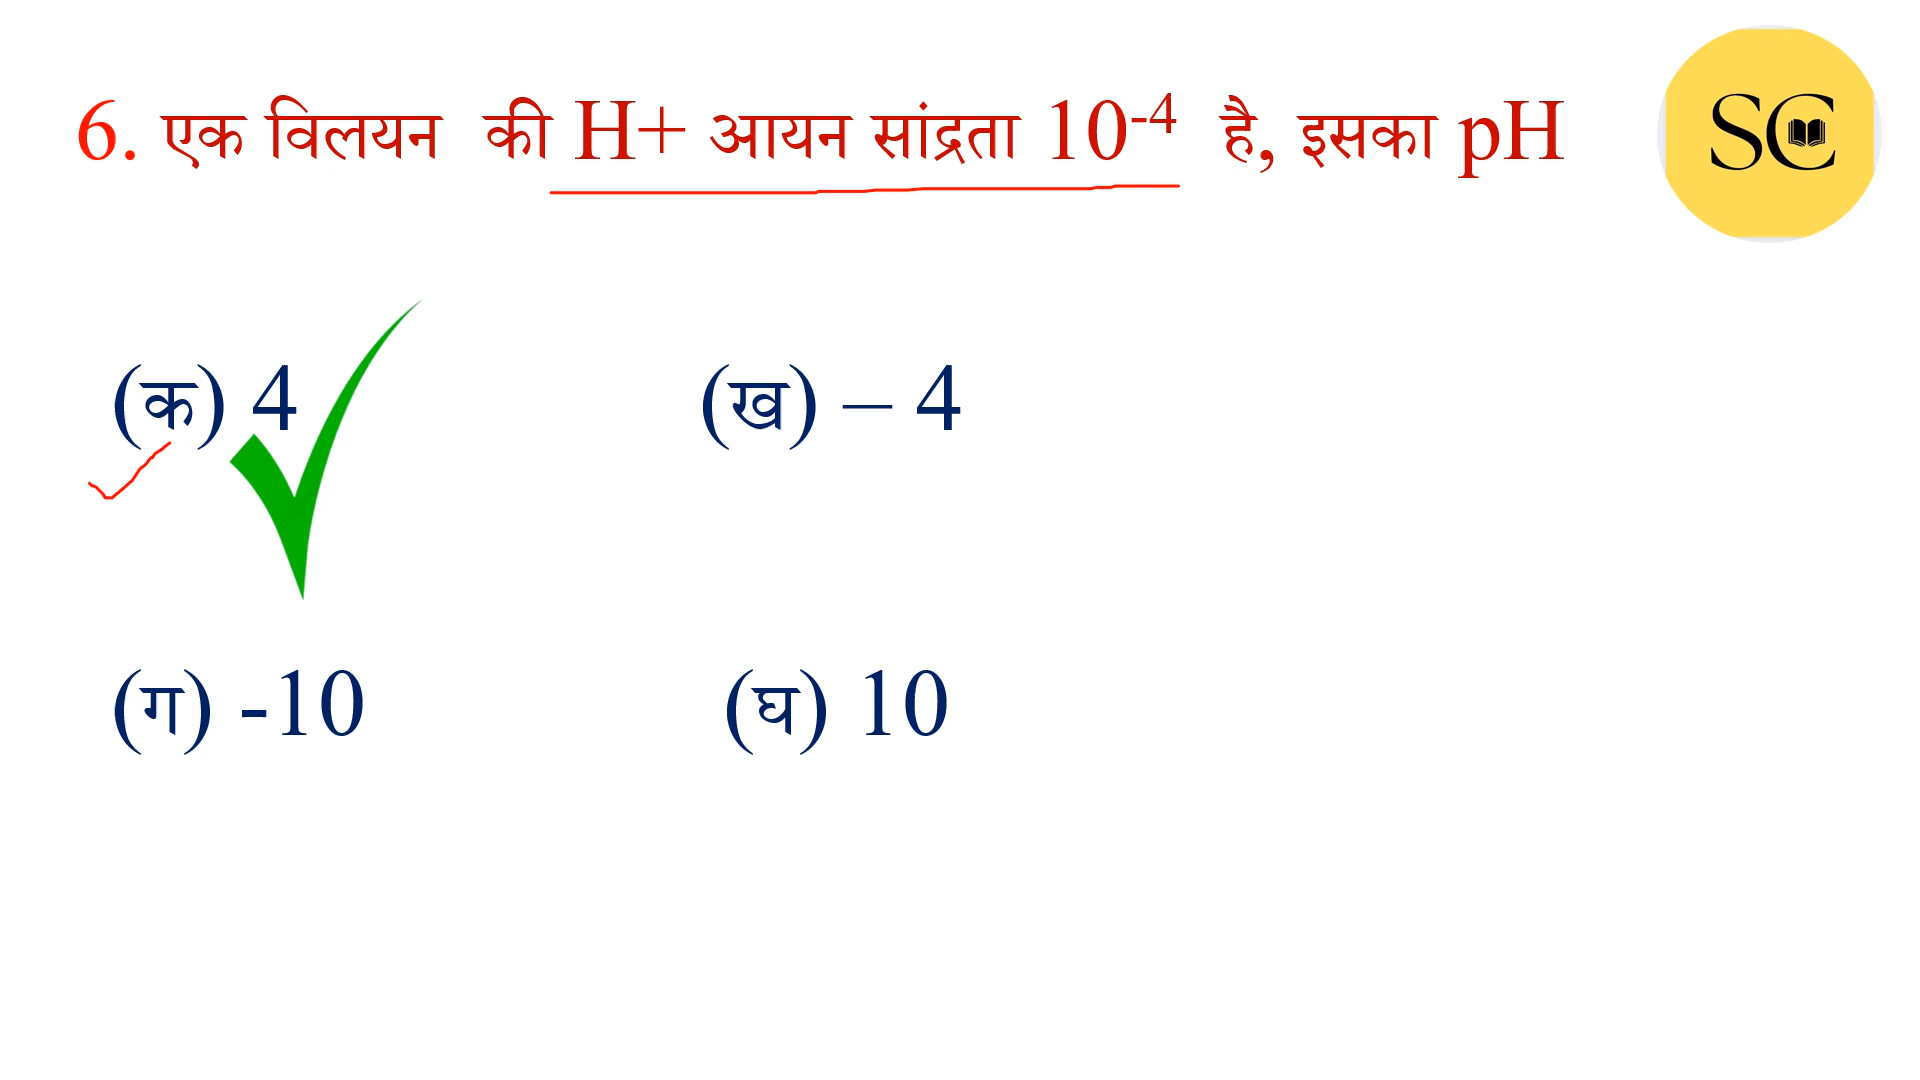 6. एक विलयन की H+ आयन सांद्रता 10⁻⁴ है, इसका pH
SC
(क) 4
(ख) – 4
(ग) -10
(घ) 10